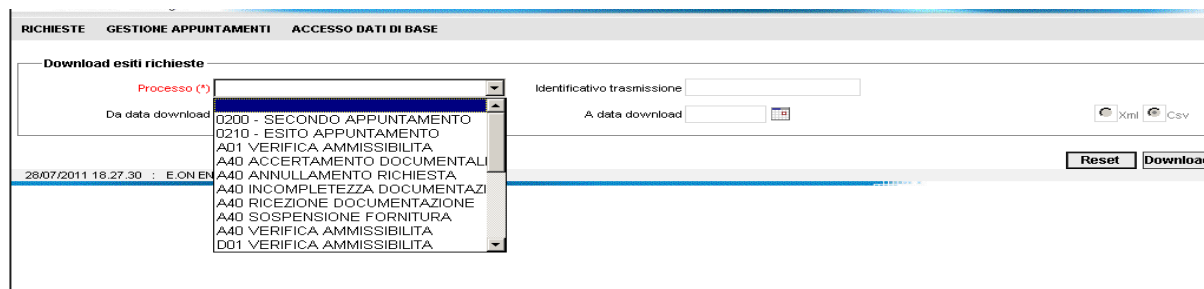 RICHIESTE GESTIONE APPUNTAMENTI ACCESSO DATI DI BASE
Download esiti richieste
Processo (*) Identificativo trasmissione
Da data download A data download Xml Csv
0200 - SECONDO APPUNTAMENTO
0210 - ESITO APPUNTAMENTO
A01 VERIFICA AMMISSIBILITA
A40 ACCERTAMENTO DOCUMENTALI
A40 ANNULLAMENTO RICHIESTA
A40 INCOMPLETEZZA DOCUMENTAZI
A40 RICEZIONE DOCUMENTAZIONE
A40 SOSPENSIONE FORNITURA
A40 VERIFICA AMMISSIBILITA
D01 VERIFICA AMMISSIBILITA
Reset Download
28/07/2011 18.27.30 : E.ON EN